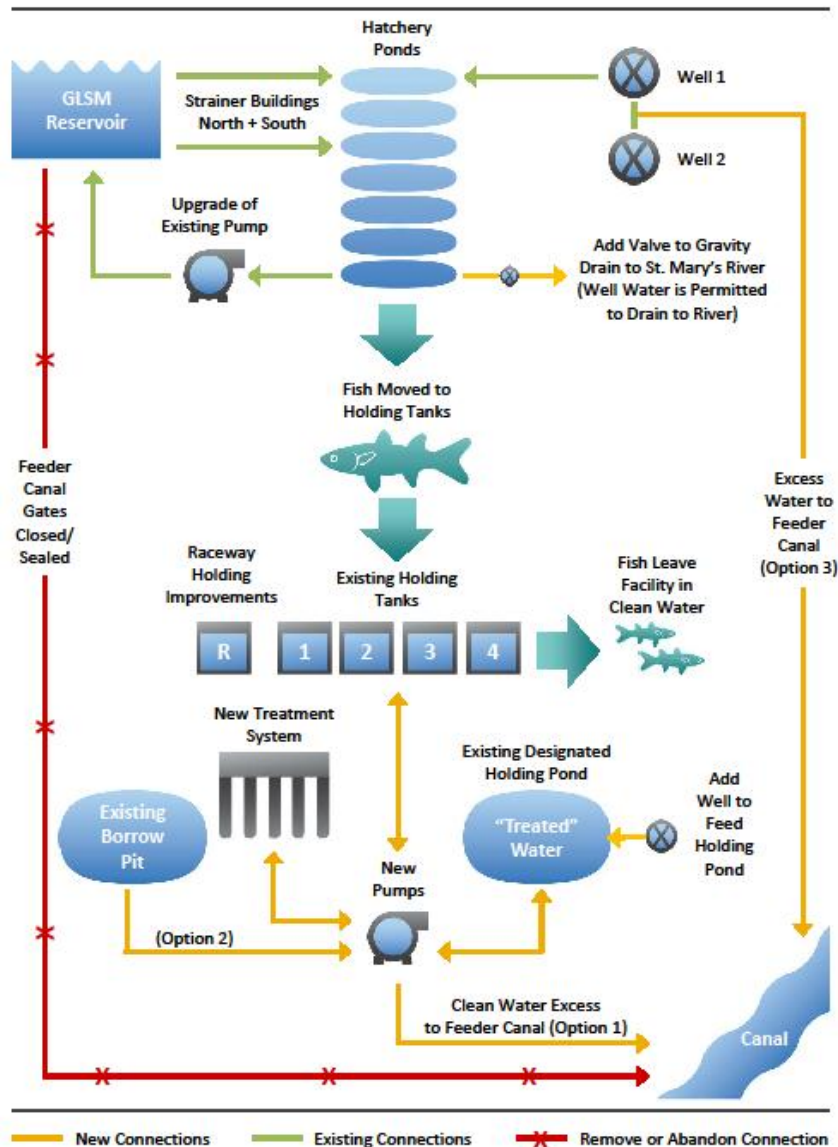 Hatchery
Ponds
GLSM
Reservoir
Strainer Buildings
North + South
Well 1
Well 2
Upgrade of
Existing Pump
Add Valve to Gravity
Drain to St. Mary's River
(Well Water is Permitted
to Drain to River)
Fish Moved to
Holding Tanks
Feeder
Canal
Gates
Closed/
Sealed
Excess
Water to
Feeder
Canal
(Option 3)
Raceway
Holding
Improvements
Existing Holding
Tanks
Fish Leave
Facility in
Clean Water
R
1
2
3
4
New Treatment
System
Existing Designated
Holding Pond
Existing
Borrow
Pit
"Treated"
Water
Add
Well to
Feed
Holding
Pond
New
Pumps
(Option 2)
Clean Water Excess
to Feeder Canal (Option 1)
Canal
New Connections
Existing Connections
Remove or Abandon Connection